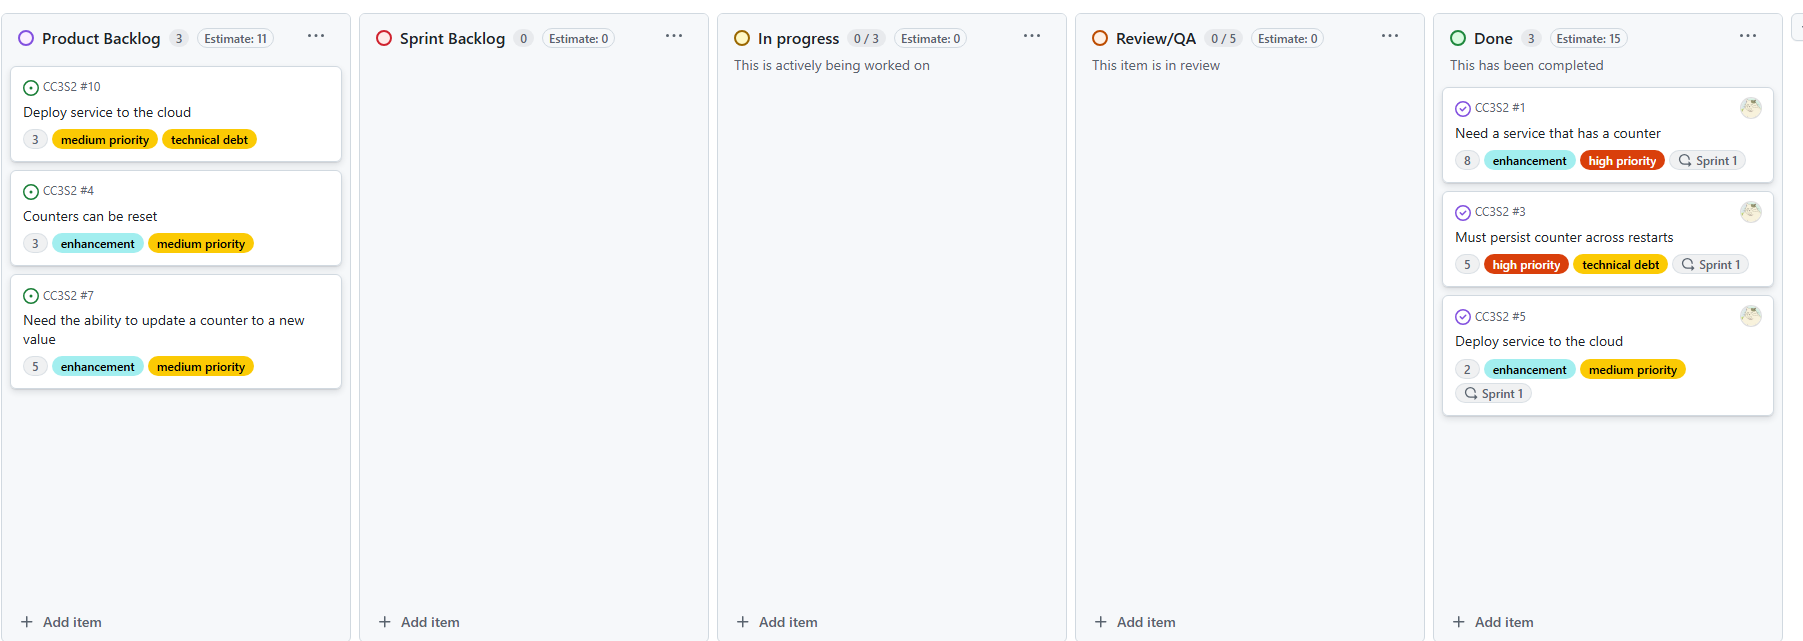 Product Backlog 3 Estimate: 11
CC3S2 #10
Deploy service to the cloud
3 medium priority technical debt
CC3S2 #4
Counters can be reset
3 enhancement medium priority
CC3S2 #7
Need the ability to update a counter to a new
value
5 enhancement medium priority
+ Add item
Sprint Backlog 0 Estimate: 0
+ Add item
In progress 0 / 3 Estimate: 0
This is actively being worked on
+ Add item
Review/QA 0 / 5 Estimate: 0
This item is in review
+ Add item
Done 3 Estimate: 15
This has been completed
CC3S2 #1
Need a service that has a counter
8 enhancement high priority Sprint 1
CC3S2 #3
Must persist counter across restarts
5 high priority technical debt Sprint 1
CC3S2 #5
Deploy service to the cloud
2 enhancement medium priority
Sprint 1
+ Add item